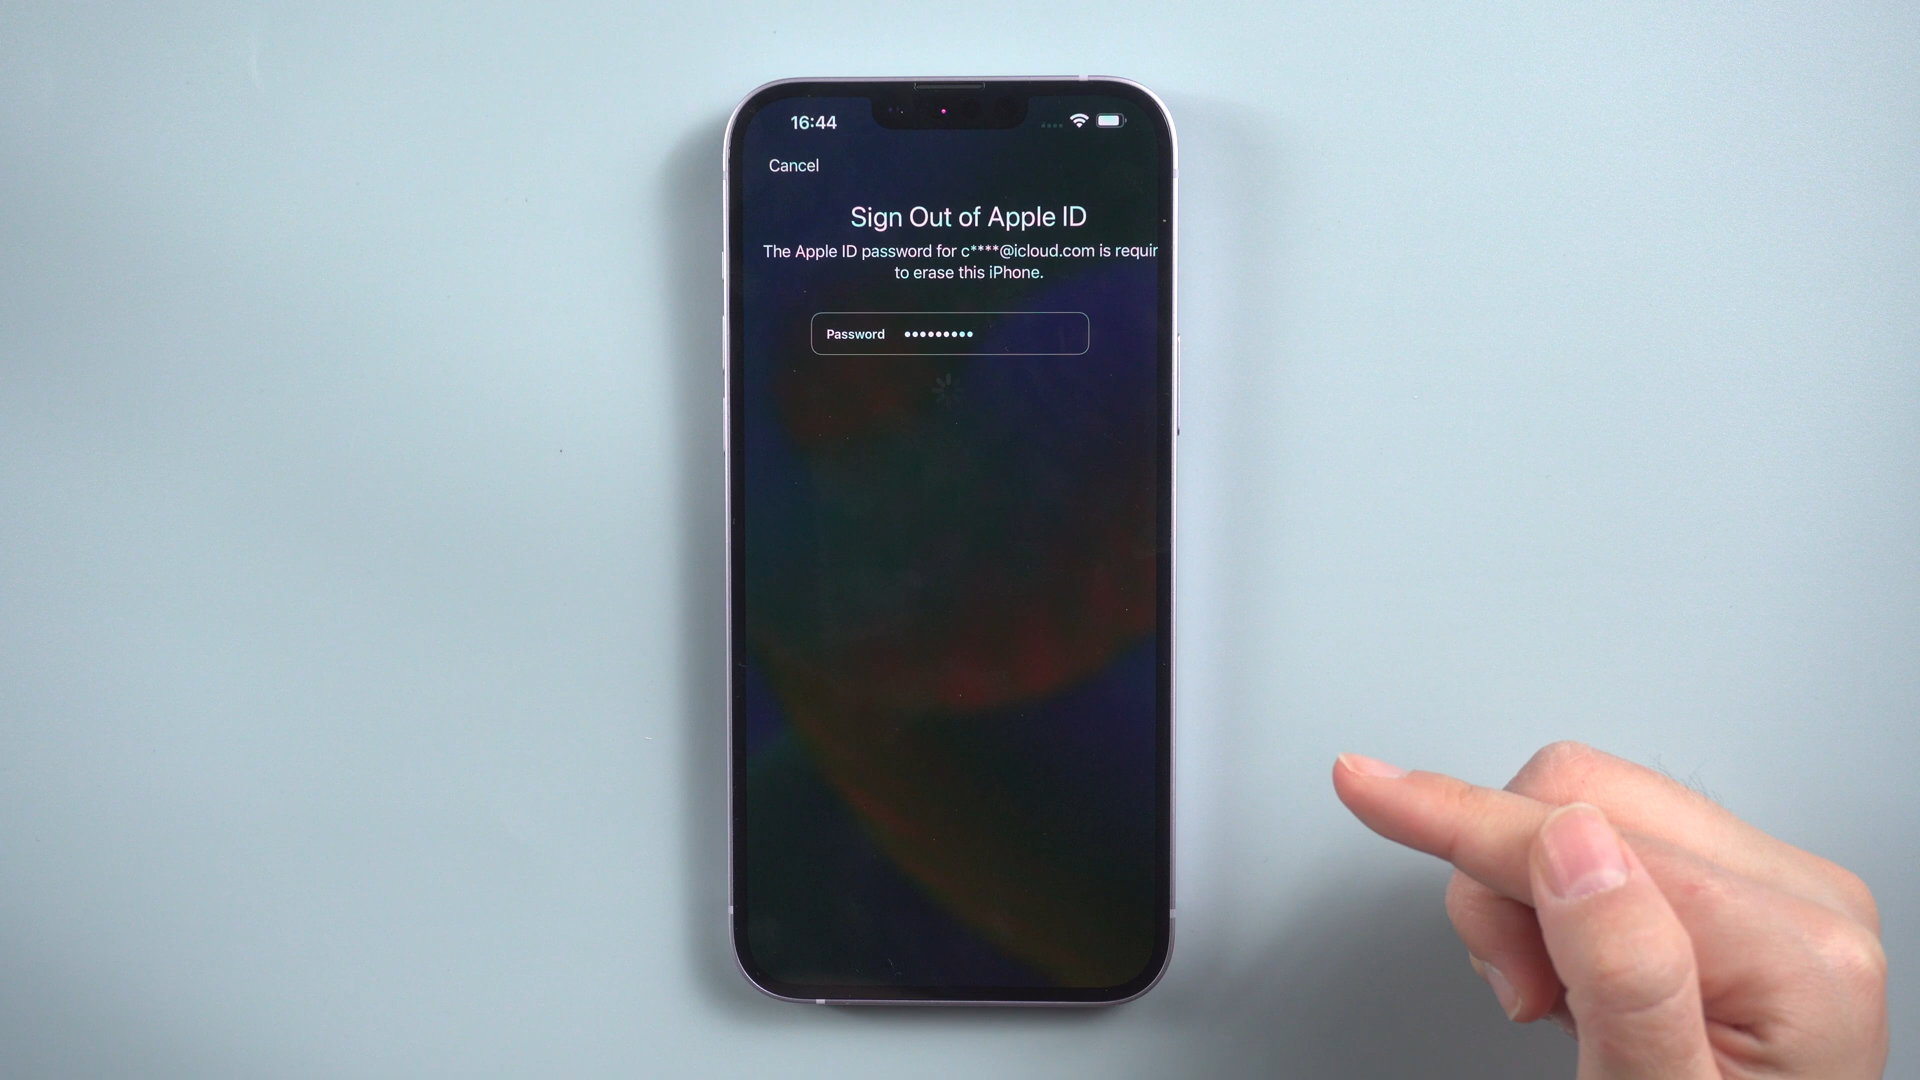 16:44
Cancel
Sign Out of Apple ID
The Apple ID password for c****@icloud.com is requir
to erase this iPhone.
Password •••••••••